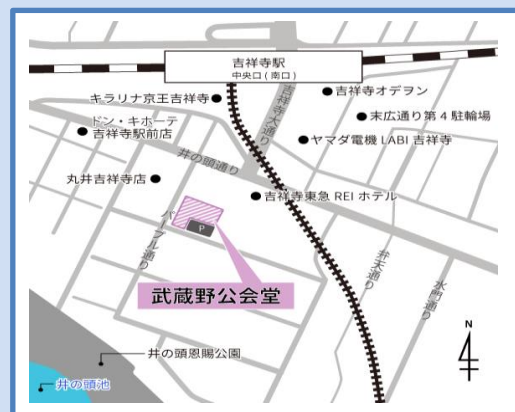 吉祥寺駅
中央口(南口)
キラリナ京王吉祥寺
吉祥寺大通り
吉祥寺オデヲン
末広通り第4駐輪場
ドン・キホーテ
吉祥寺駅前店
ヤマダ電機 LABI 吉祥寺
井の頭通り
丸井吉祥寺店
吉祥寺東急 REI ホテル
P
パープル通り
武蔵野公会堂
弁天通り
水門通り
N
井の頭恩賜公園
井の頭池